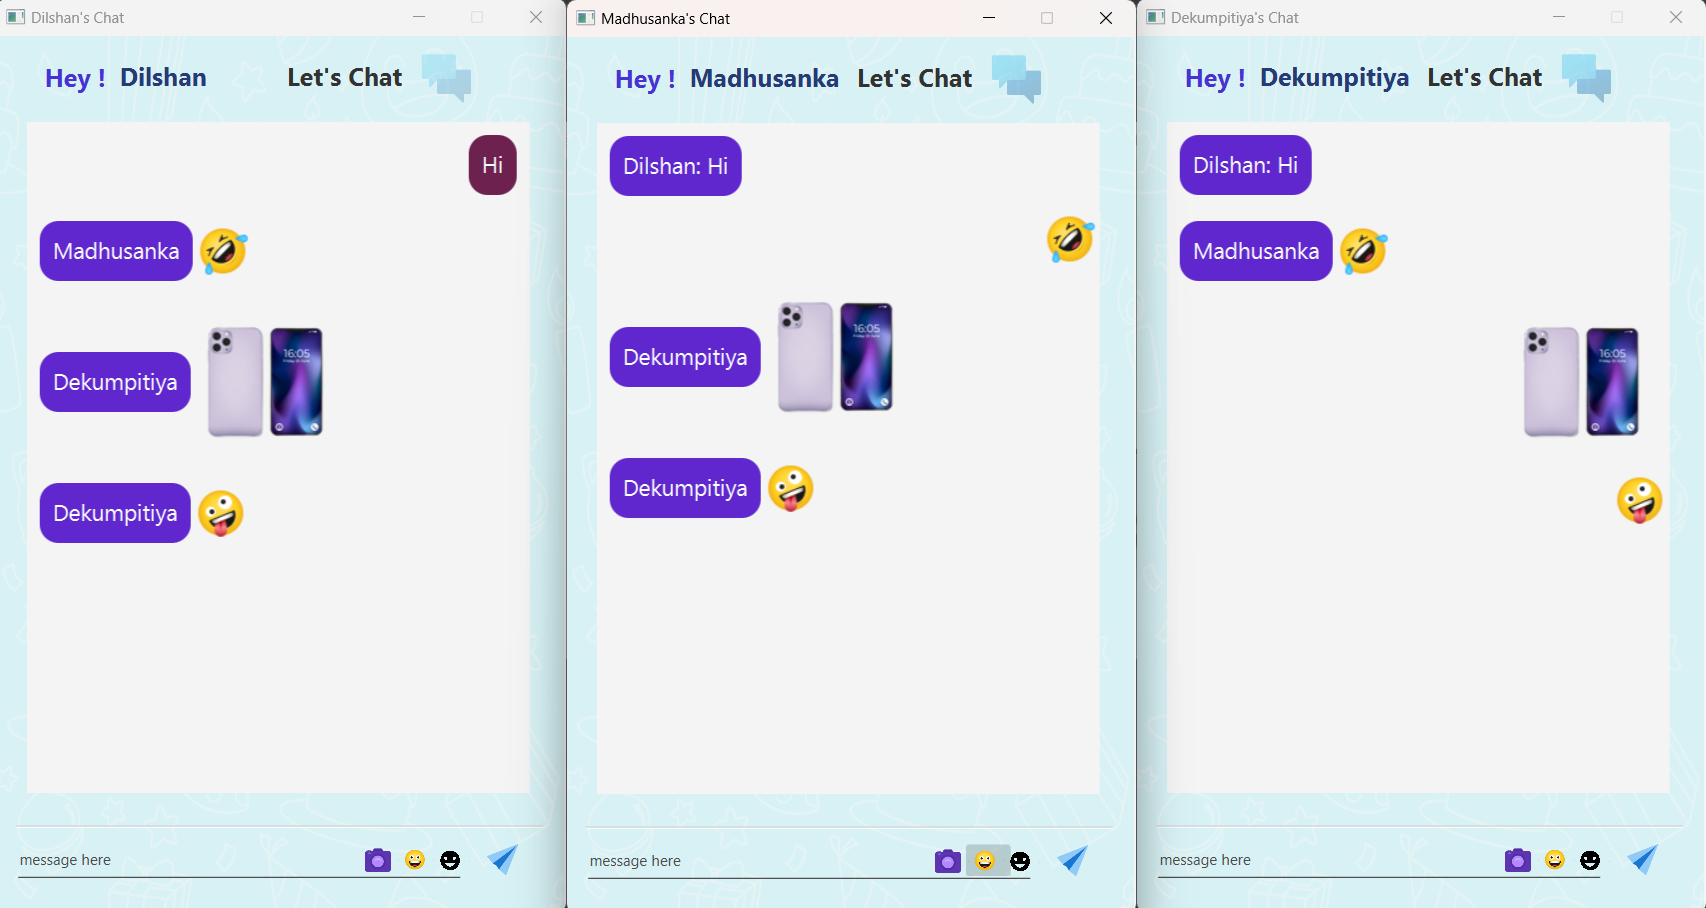 Dilshan's Chat
Hey ! Dilshan Let's Chat
Hi
Madhusanka
Dekumpitiya
16:05
Dekumpitiya
message here
Madhusanka's Chat
Hey ! Madhusanka Let's Chat
Dilshan: Hi
Dekumpitiya
16:05
Dekumpitiya
message here
Dekumpitiya's Chat
Hey ! Dekumpitiya Let's Chat
Dilshan: Hi
Madhusanka
16:05
message here